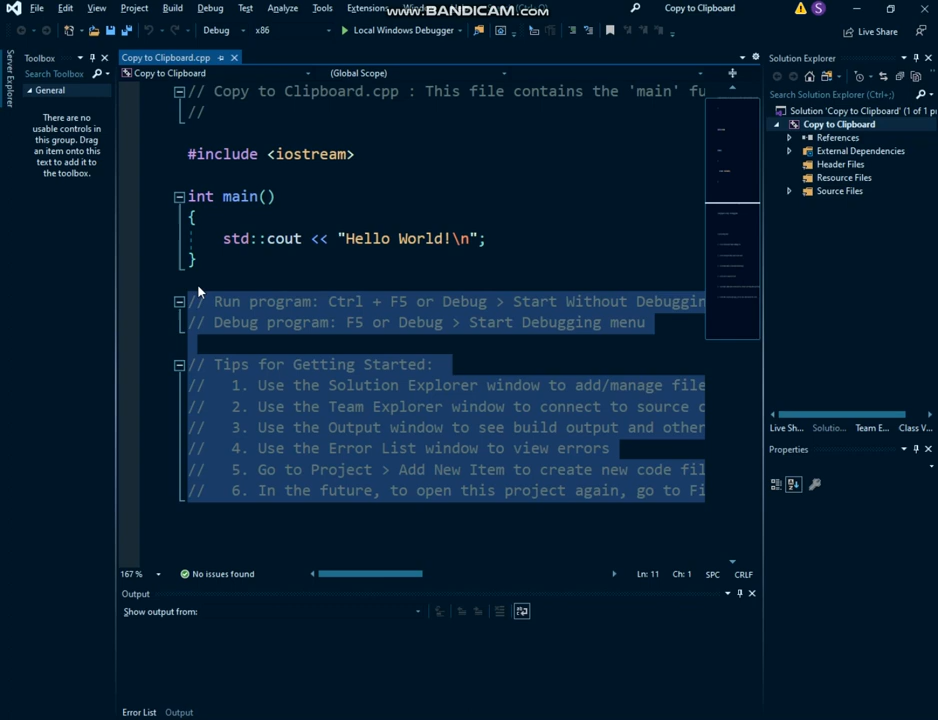 File Edit View Project Build Debug Test Analyze Tools Extensions Copy to Clipboard S
www.BANDICAM.com
Debug x86 Local Windows Debugger Live Share
Server Explorer
Toolbox
Search Toolbox
General
There are no
usable controls in
this group. Drag
an item onto this
text to add it to
the toolbox.
Copy to Clipboard.cpp
Copy to Clipboard (Global Scope)
// Copy to Clipboard.cpp : This file contains the 'main' fu
//
#include <iostream>
int main()
{
std::cout << "Hello World!\n";
}
// Run program: Ctrl + F5 or Debug > Start Without Debuggin
// Debug program: F5 or Debug > Start Debugging menu
// Tips for Getting Started:
//   1. Use the Solution Explorer window to add/manage file
//   2. Use the Team Explorer window to connect to source c
//   3. Use the Output window to see build output and other
//   4. Use the Error List window to view errors
//   5. Go to Project > Add New Item to create new code fil
//   6. In the future, to open this project again, go to Fi
167 % No issues found Ln: 11 Ch: 1 SPC CRLF
Output
Show output from:
Error List Output
Solution Explorer
Search Solution Explorer (Ctrl+;)
Solution 'Copy to Clipboard' (1 of 1 p
Copy to Clipboard
References
External Dependencies
Header Files
Resource Files
Source Files
Live Sh... Solutio... Team E... Class V...
Properties